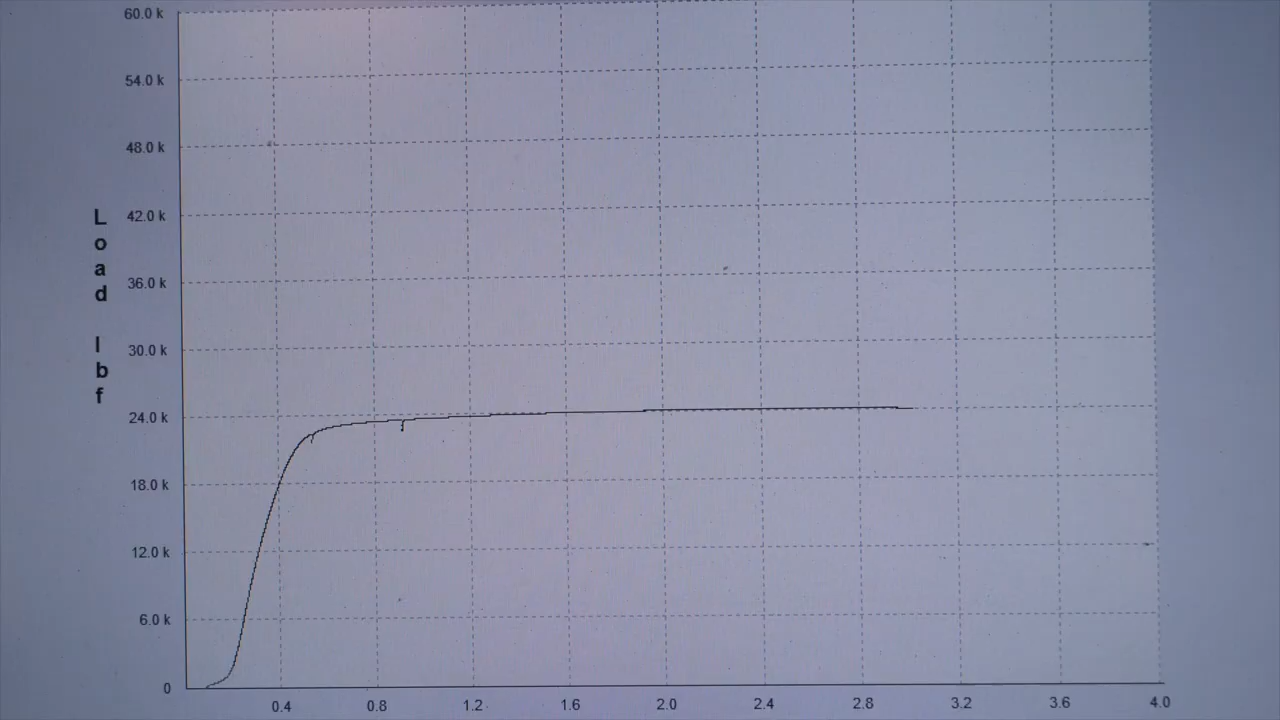 60.0 k
54.0 k
48.0 k
42.0 k
36.0 k
30.0 k
24.0 k
18.0 k
12.0 k
6.0 k
0
Load lbf
0.4 0.8 1.2 1.6 2.0 2.4 2.8 3.2 3.6 4.0